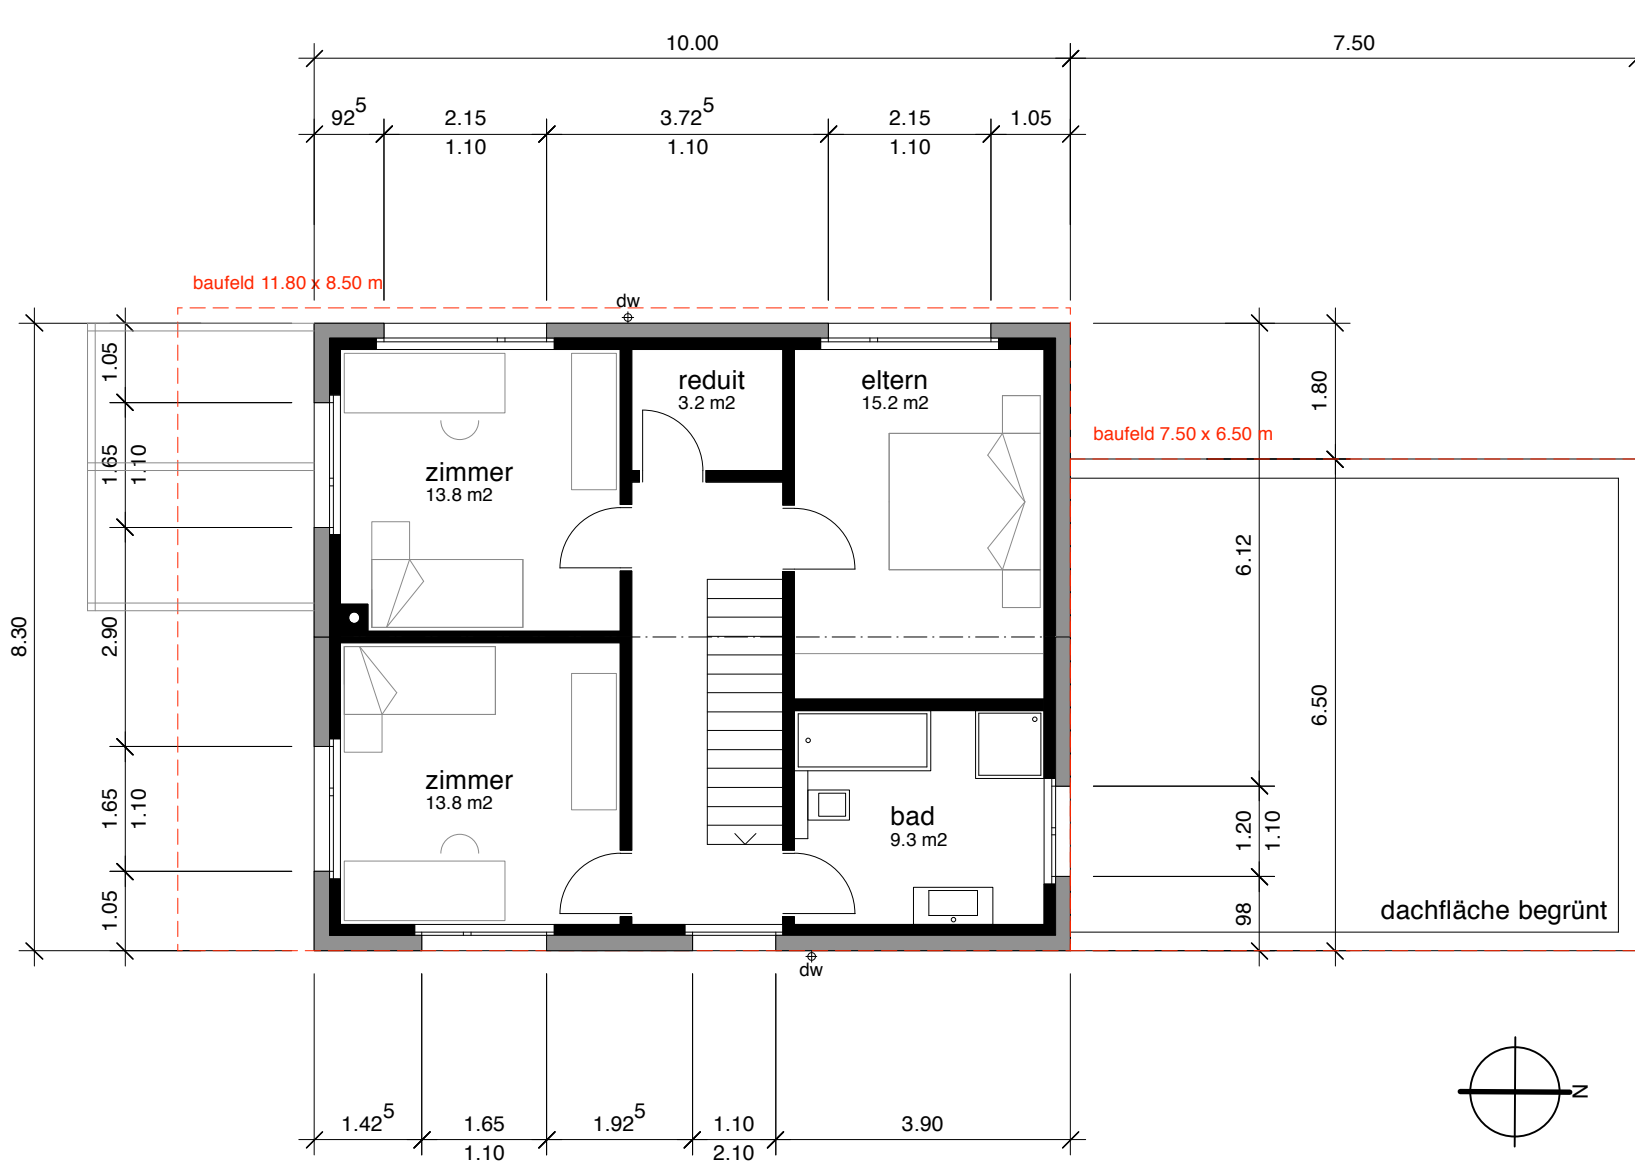 10.00
7.50
92⁵
2.15
3.72⁵
2.15
1.05
1.10
1.10
1.10
baufeld 11.80 x 8.50 m
dw
1.05
reduit
3.2 m2
eltern
15.2 m2
1.80
baufeld 7.50 x 6.50 m
1.65
1.10
zimmer
13.8 m2
6.12
8.30
2.90
6.50
zimmer
13.8 m2
1.65
1.10
bad
9.3 m2
1.20
1.10
1.05
98
dachfläche begrünt
dw
N
1.42⁵
1.65
1.92⁵
1.10
3.90
1.10
2.10